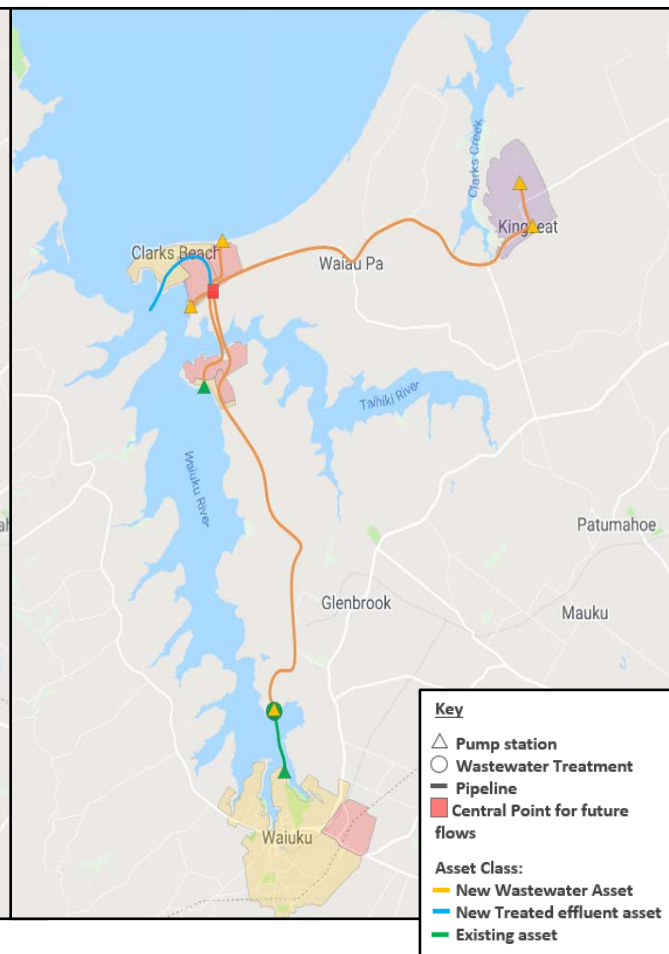 Clarks Creek
Kingseat
Clarks Beach
Waiau Pa
Taihiki River
Waiuku River
Patumahoe
Glenbrook
Mauku
Waiuku
Key
Pump station
Wastewater Treatment
Pipeline
Central Point for future
flows
Asset Class:
New Wastewater Asset
New Treated effluent asset
Existing asset